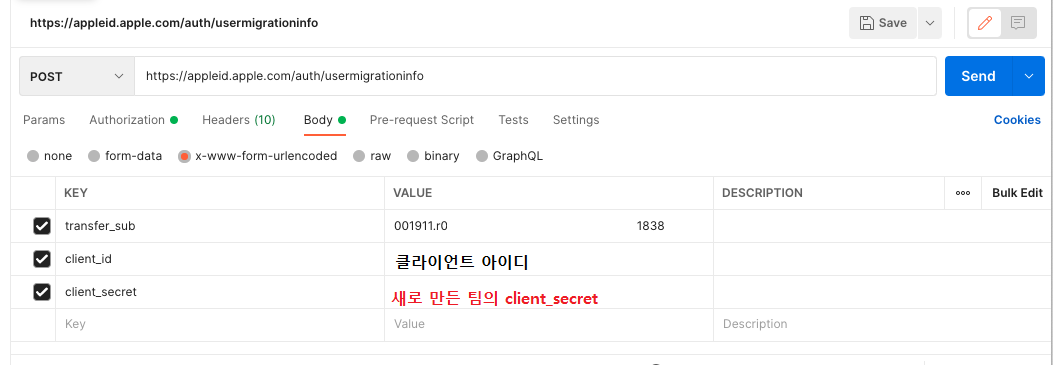 https://appleid.apple.com/auth/usermigrationinfo Save
POST https://appleid.apple.com/auth/usermigrationinfo Send
Params Authorization Headers (10) Body Pre-request Script Tests Settings Cookies
none form-data x-www-form-urlencoded raw binary GraphQL
KEY VALUE DESCRIPTION ••• Bulk Edit
transfer_sub 001911.r0 1838
client_id 클라이언트 아이디
client_secret 새로 만든 팀의 client_secret
Key Value Description